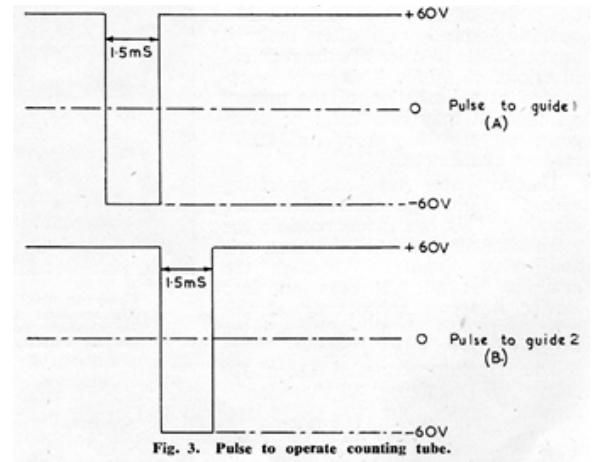 +60V
1·5mS
O Pulse to guide 1
(A)
-60V
+60V
1·5mS
O Pulse to guide 2
(B)
-60V
Fig. 3. Pulse to operate counting tube.